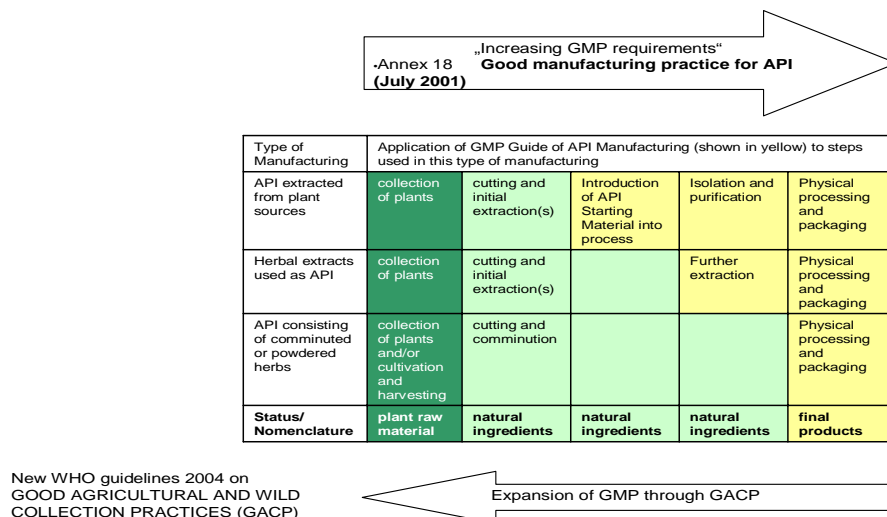 „Increasing GMP requirements“
•Annex 18 Good manufacturing practice for API
(July 2001)
Type of
Manufacturing
Application of GMP Guide of API Manufacturing (shown in yellow) to steps
used in this type of manufacturing
API extracted
from plant
sources
collection
of plants
cutting and
initial
extraction(s)
Introduction
of API
Starting
Material into
process
Isolation and
purification
Physical
processing
and
packaging
Herbal extracts
used as API
collection
of plants
cutting and
initial
extraction(s)
Further
extraction
Physical
processing
and
packaging
API consisting
of comminuted
or powdered
herbs
collection
of plants
and/or
cultivation
and
harvesting
cutting and
comminution
Physical
processing
and
packaging
Status/
Nomenclature
plant raw
material
natural
ingredients
natural
ingredients
natural
ingredients
final
products
New WHO guidelines 2004 on
GOOD AGRICULTURAL AND WILD
COLLECTION PRACTICES (GACP)
Expansion of GMP through GACP